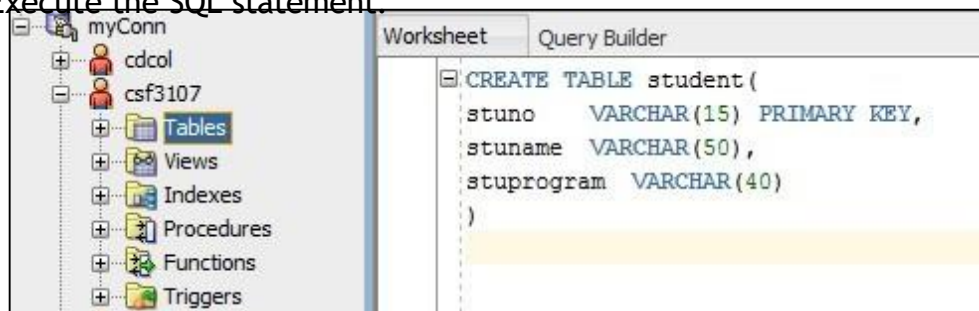 Execute the SQL statement.
myConn
cdcol
csf3107
Tables
Views
Indexes
Procedures
Functions
Triggers
Worksheet Query Builder
CREATE TABLE student(
stuno VARCHAR(15) PRIMARY KEY,
stuname VARCHAR(50),
stuprogram VARCHAR(40)
)